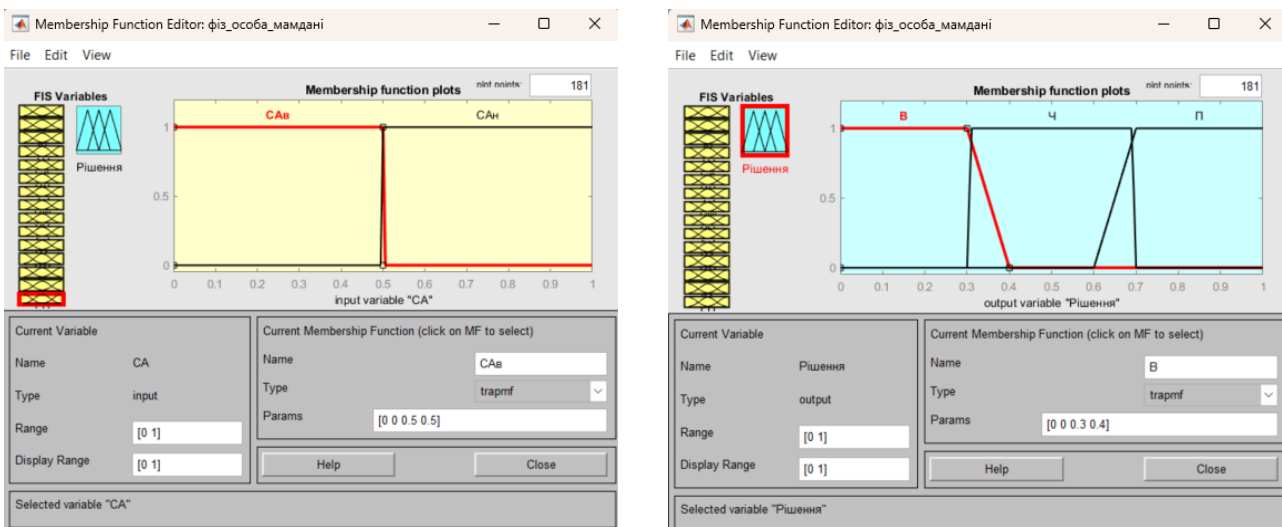 Membership Function Editor: фіз_особа_мамдані
File Edit View
FIS Variables
Рішення
Membership function plots
plot points:
181
САв
САн
1
0.5
0
0 0.1 0.2 0.3 0.4 0.5 0.6 0.7 0.8 0.9 1
input variable "СА"
Current Variable
Name СА
Type input
Range [0 1]
Display Range [0 1]
Current Membership Function (click on MF to select)
Name САв
Type trapmf
Params [0 0 0.5 0.5]
Help Close
Selected variable "СА"
Membership Function Editor: фіз_особа_мамдані
File Edit View
FIS Variables
Рішення
Membership function plots
plot points:
181
В Ч П
1
0.5
0
0 0.1 0.2 0.3 0.4 0.5 0.6 0.7 0.8 0.9 1
output variable "Рішення"
Current Variable
Name Рішення
Type output
Range [0 1]
Display Range [0 1]
Current Membership Function (click on MF to select)
Name В
Type trapmf
Params [0 0 0.3 0.4]
Help Close
Selected variable "Рішення"